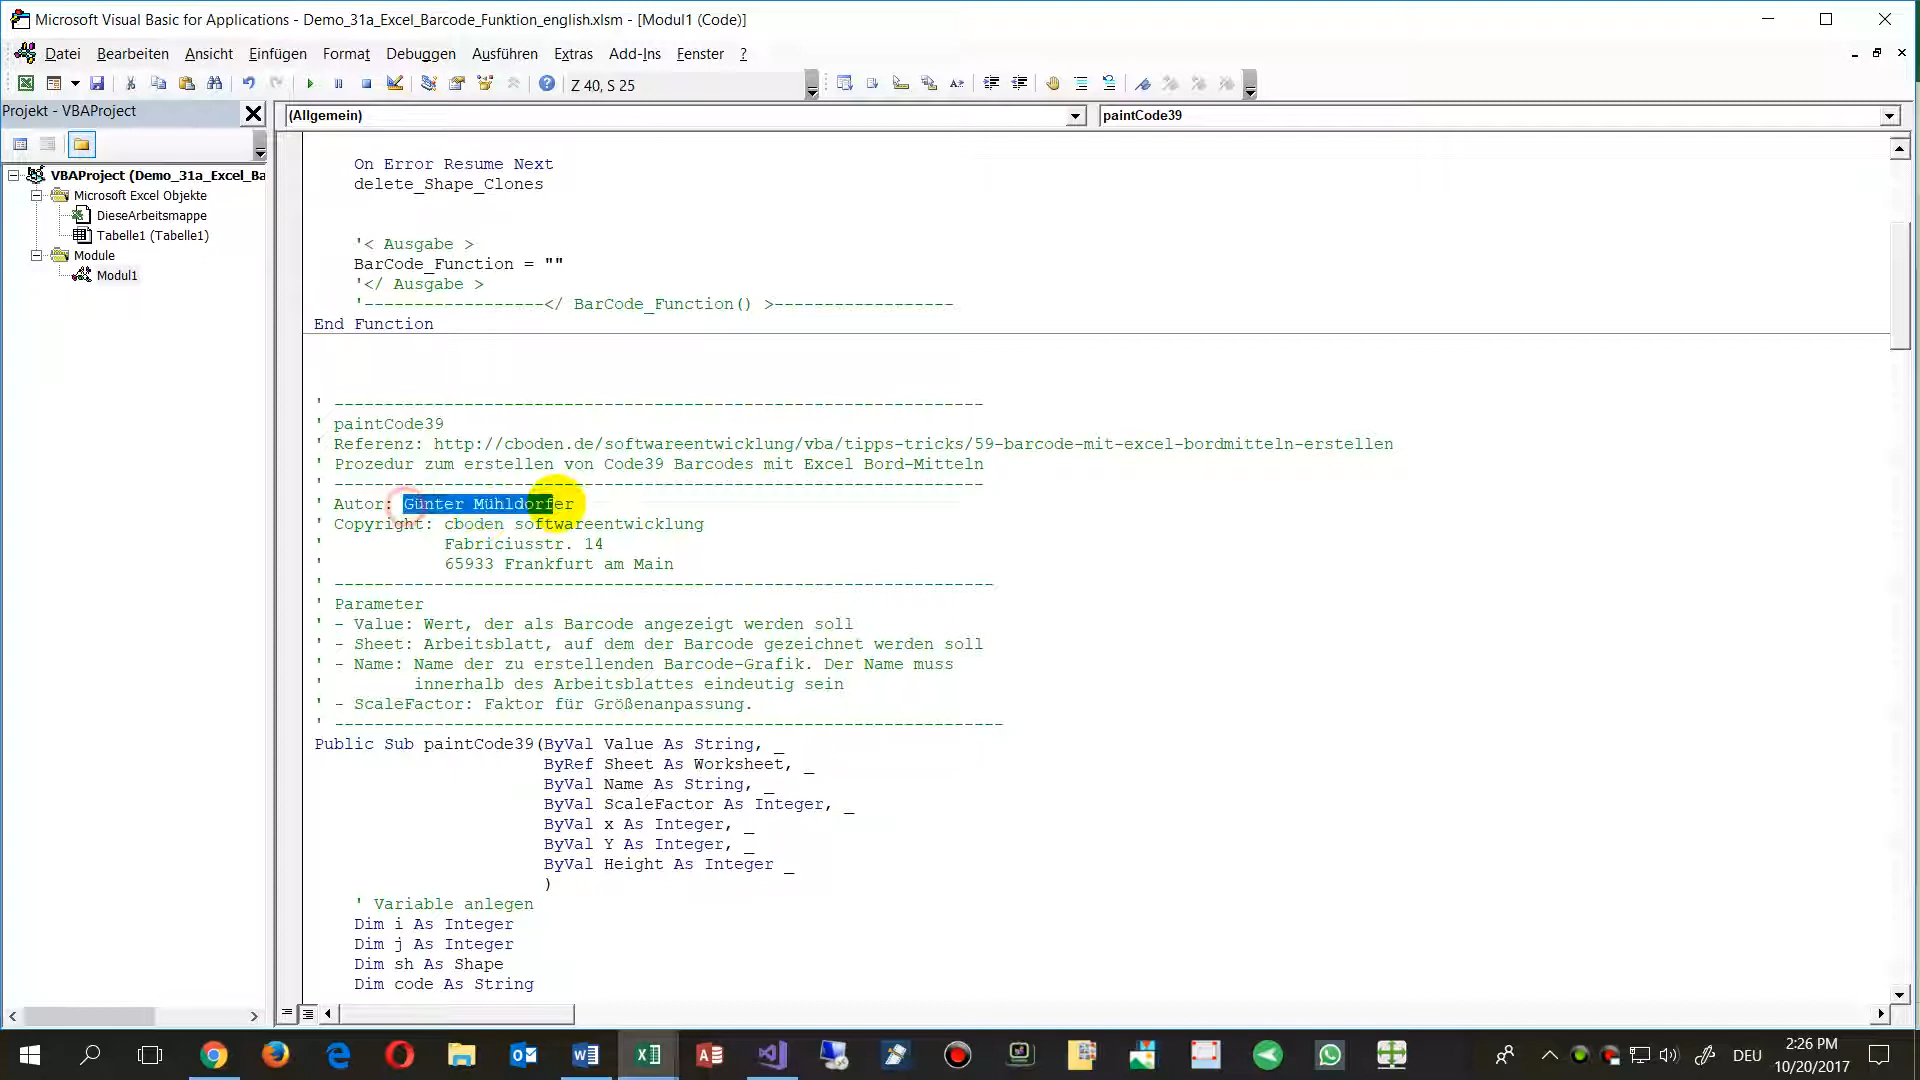 Microsoft Visual Basic for Applications - Demo_31a_Excel_Barcode_Funktion_english.xlsm - [Modul1 (Code)]
Datei Bearbeiten Ansicht Einfügen Format Debuggen Ausführen Extras Add-Ins Fenster ?
Z 40, S 25
Projekt - VBAProject
(Allgemein)
paintCode39
VBAProject (Demo_31a_Excel_Ba
Microsoft Excel Objekte
DieseArbeitsmappe
Tabelle1 (Tabelle1)
Module
Modul1
On Error Resume Next
delete_Shape_Clones
'< Ausgabe >
BarCode_Function = ""
'</ Ausgabe >
'------------------</ BarCode_Function() >------------------
End Function
' -----------------------------------------------------------------
' paintCode39
' Referenz: http://cboden.de/softwareentwicklung/vba/tipps-tricks/59-barcode-mit-excel-bordmitteln-erstellen
' Prozedur zum erstellen von Code39 Barcodes mit Excel Bord-Mitteln
' -----------------------------------------------------------------
' Autor: Günter Mühldorfer
' Copyright: cboden softwareentwicklung
' Fabriciusstr. 14
' 65933 Frankfurt am Main
' ------------------------------------------------------------------
' Parameter
' - Value: Wert, der als Barcode angezeigt werden soll
' - Sheet: Arbeitsblatt, auf dem der Barcode gezeichnet werden soll
' - Name: Name der zu erstellenden Barcode-Grafik. Der Name muss
' innerhalb des Arbeitsblattes eindeutig sein
' - ScaleFactor: Faktor für Größenanpassung.
' -------------------------------------------------------------------
Public Sub paintCode39(ByVal Value As String, _
ByRef Sheet As Worksheet, _
ByVal Name As String, _
ByVal ScaleFactor As Integer, _
ByVal x As Integer, _
ByVal Y As Integer, _
ByVal Height As Integer _
)
' Variable anlegen
Dim i As Integer
Dim j As Integer
Dim sh As Shape
Dim code As String
DEU
2:26 PM
10/20/2017